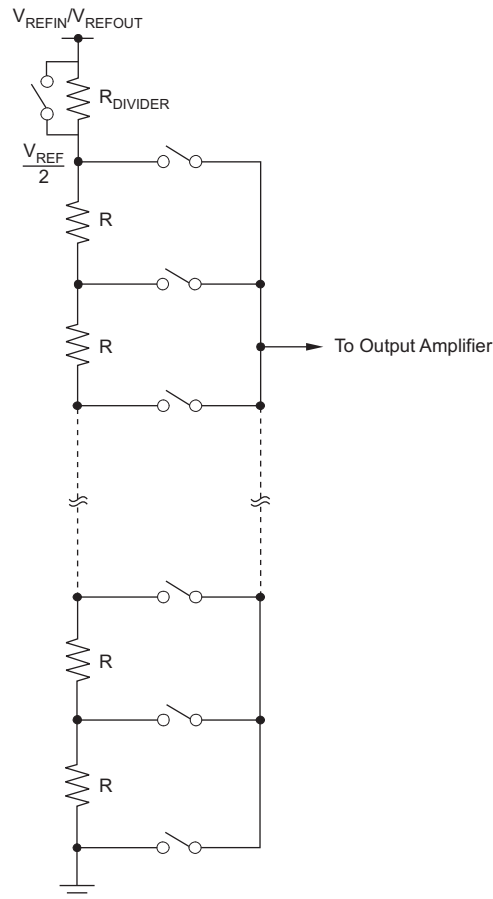 V_REFIN/V_REFOUT
R_DIVIDER
V_REF
2
R
R
To Output Amplifier
R
R